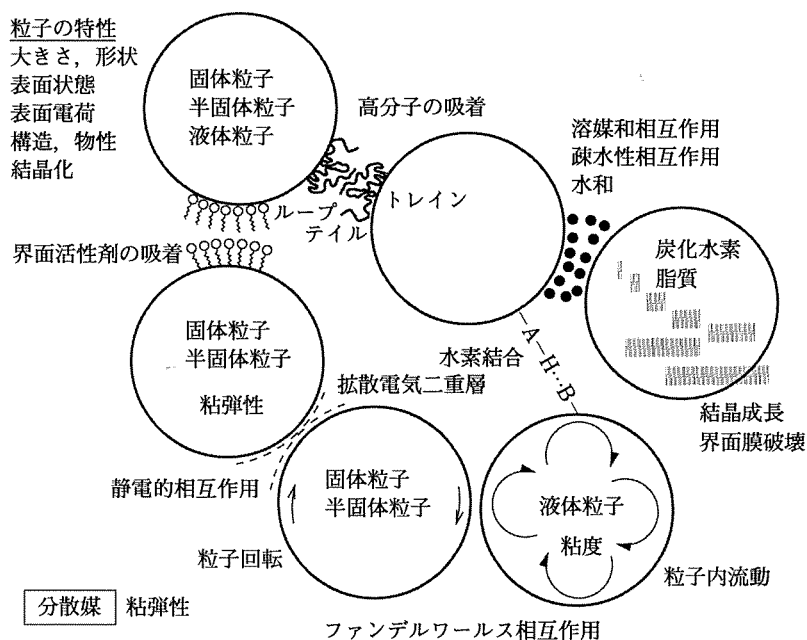 粒子の特性
大きさ，形状
表面状態
表面電荷
構造，物性
結晶化
固体粒子
半固体粒子
液体粒子
高分子の吸着
ループ
テイル
トレイン
溶媒和相互作用
疎水性相互作用
水和
炭化水素
脂質
界面活性剤の吸着
固体粒子
半固体粒子
粘弾性
水素結合
－A－H…B－
結晶成長
界面膜破壊
拡散電気二重層
静電的相互作用
固体粒子
半固体粒子
液体粒子
粘度
粒子回転
粒子内流動
分散媒 粘弾性
ファンデルワールス相互作用